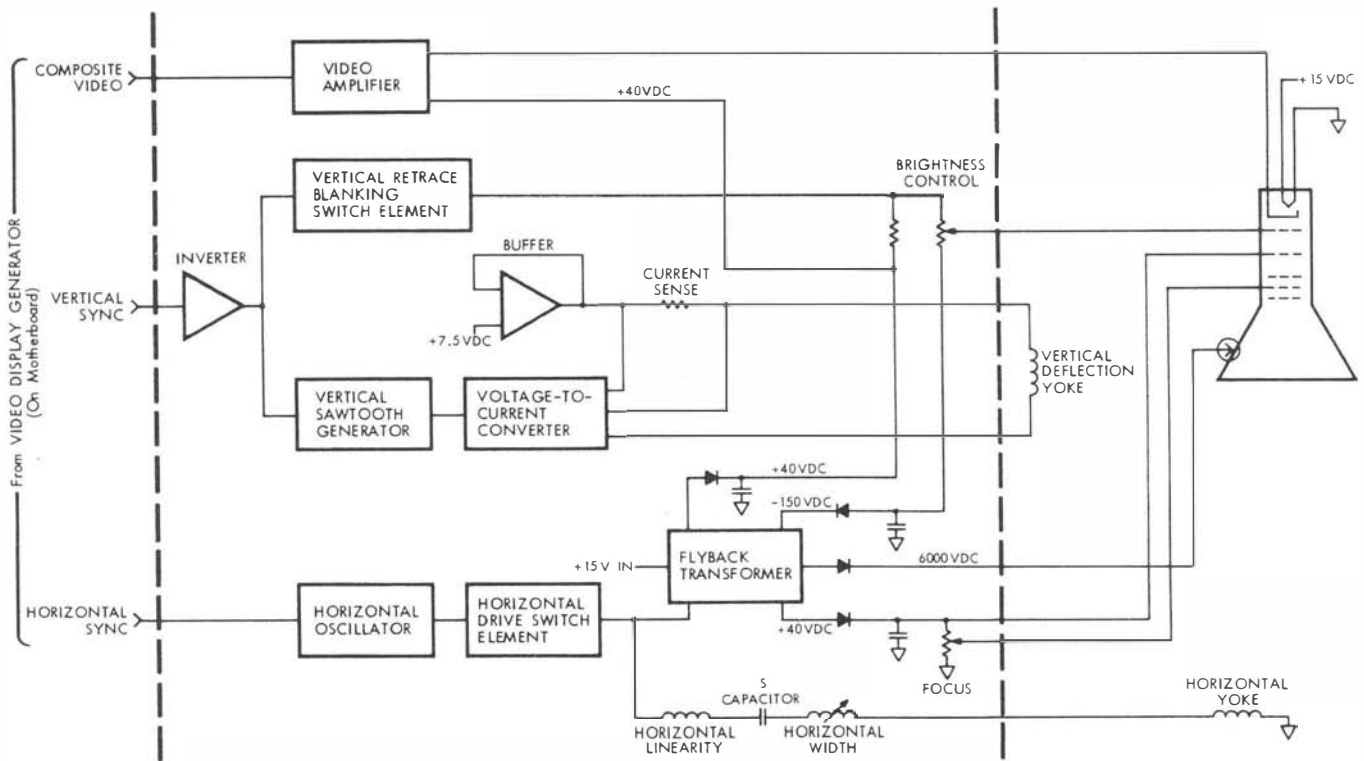 From VIDEO DISPLAY GENERATOR
(On Motherboard)
COMPOSITE
VIDEO
VIDEO
AMPLIFIER
+40VDC
+15 VDC
VERTICAL RETRACE
BLANKING
SWITCH ELEMENT
BRIGHTNESS
CONTROL
INVERTER
BUFFER
CURRENT
SENSE
VERTICAL
SYNC
+7.5VDC
VERTICAL
SAWTOOTH
GENERATOR
VOLTAGE-TO-
CURRENT
CONVERTER
VERTICAL
DEFLECTION
YOKE
+40VDC
-150VDC
+15V IN
FLYBACK
TRANSFORMER
6000VDC
HORIZONTAL
SYNC
HORIZONTAL
OSCILLATOR
HORIZONTAL
DRIVE SWITCH
ELEMENT
+40VDC
FOCUS
S
CAPACITOR
HORIZONTAL
LINEARITY
HORIZONTAL
WIDTH
HORIZONTAL
YOKE